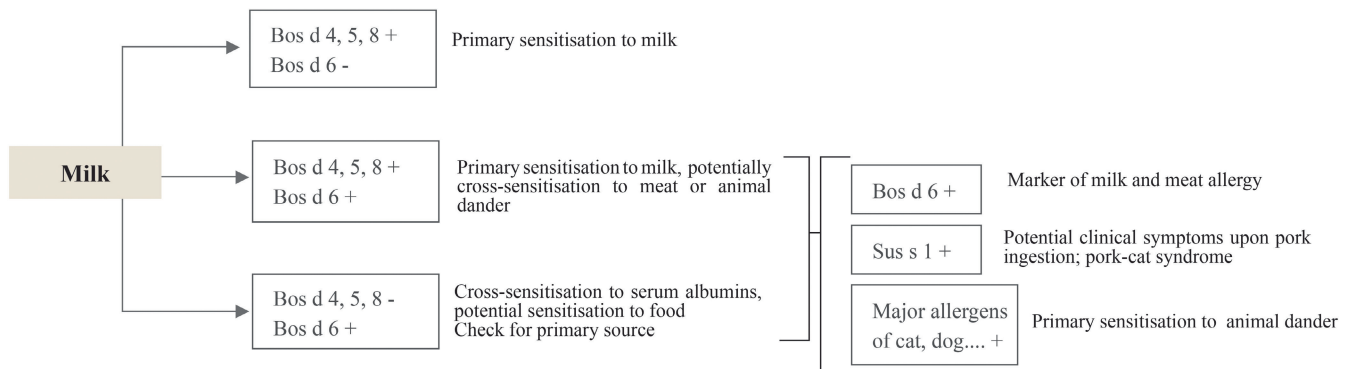 Milk
Bos d 4, 5, 8 +
Bos d 6 -
Primary sensitisation to milk
Bos d 4, 5, 8 +
Bos d 6 +
Primary sensitisation to milk, potentially
cross-sensitisation to meat or animal
dander
Bos d 4, 5, 8 -
Bos d 6 +
Cross-sensitisation to serum albumins,
potential sensitisation to food
Check for primary source
Bos d 6 +
Marker of milk and meat allergy
Sus s 1 +
Potential clinical symptoms upon pork
ingestion; pork-cat syndrome
Major allergens
of cat, dog.... +
Primary sensitisation to animal dander